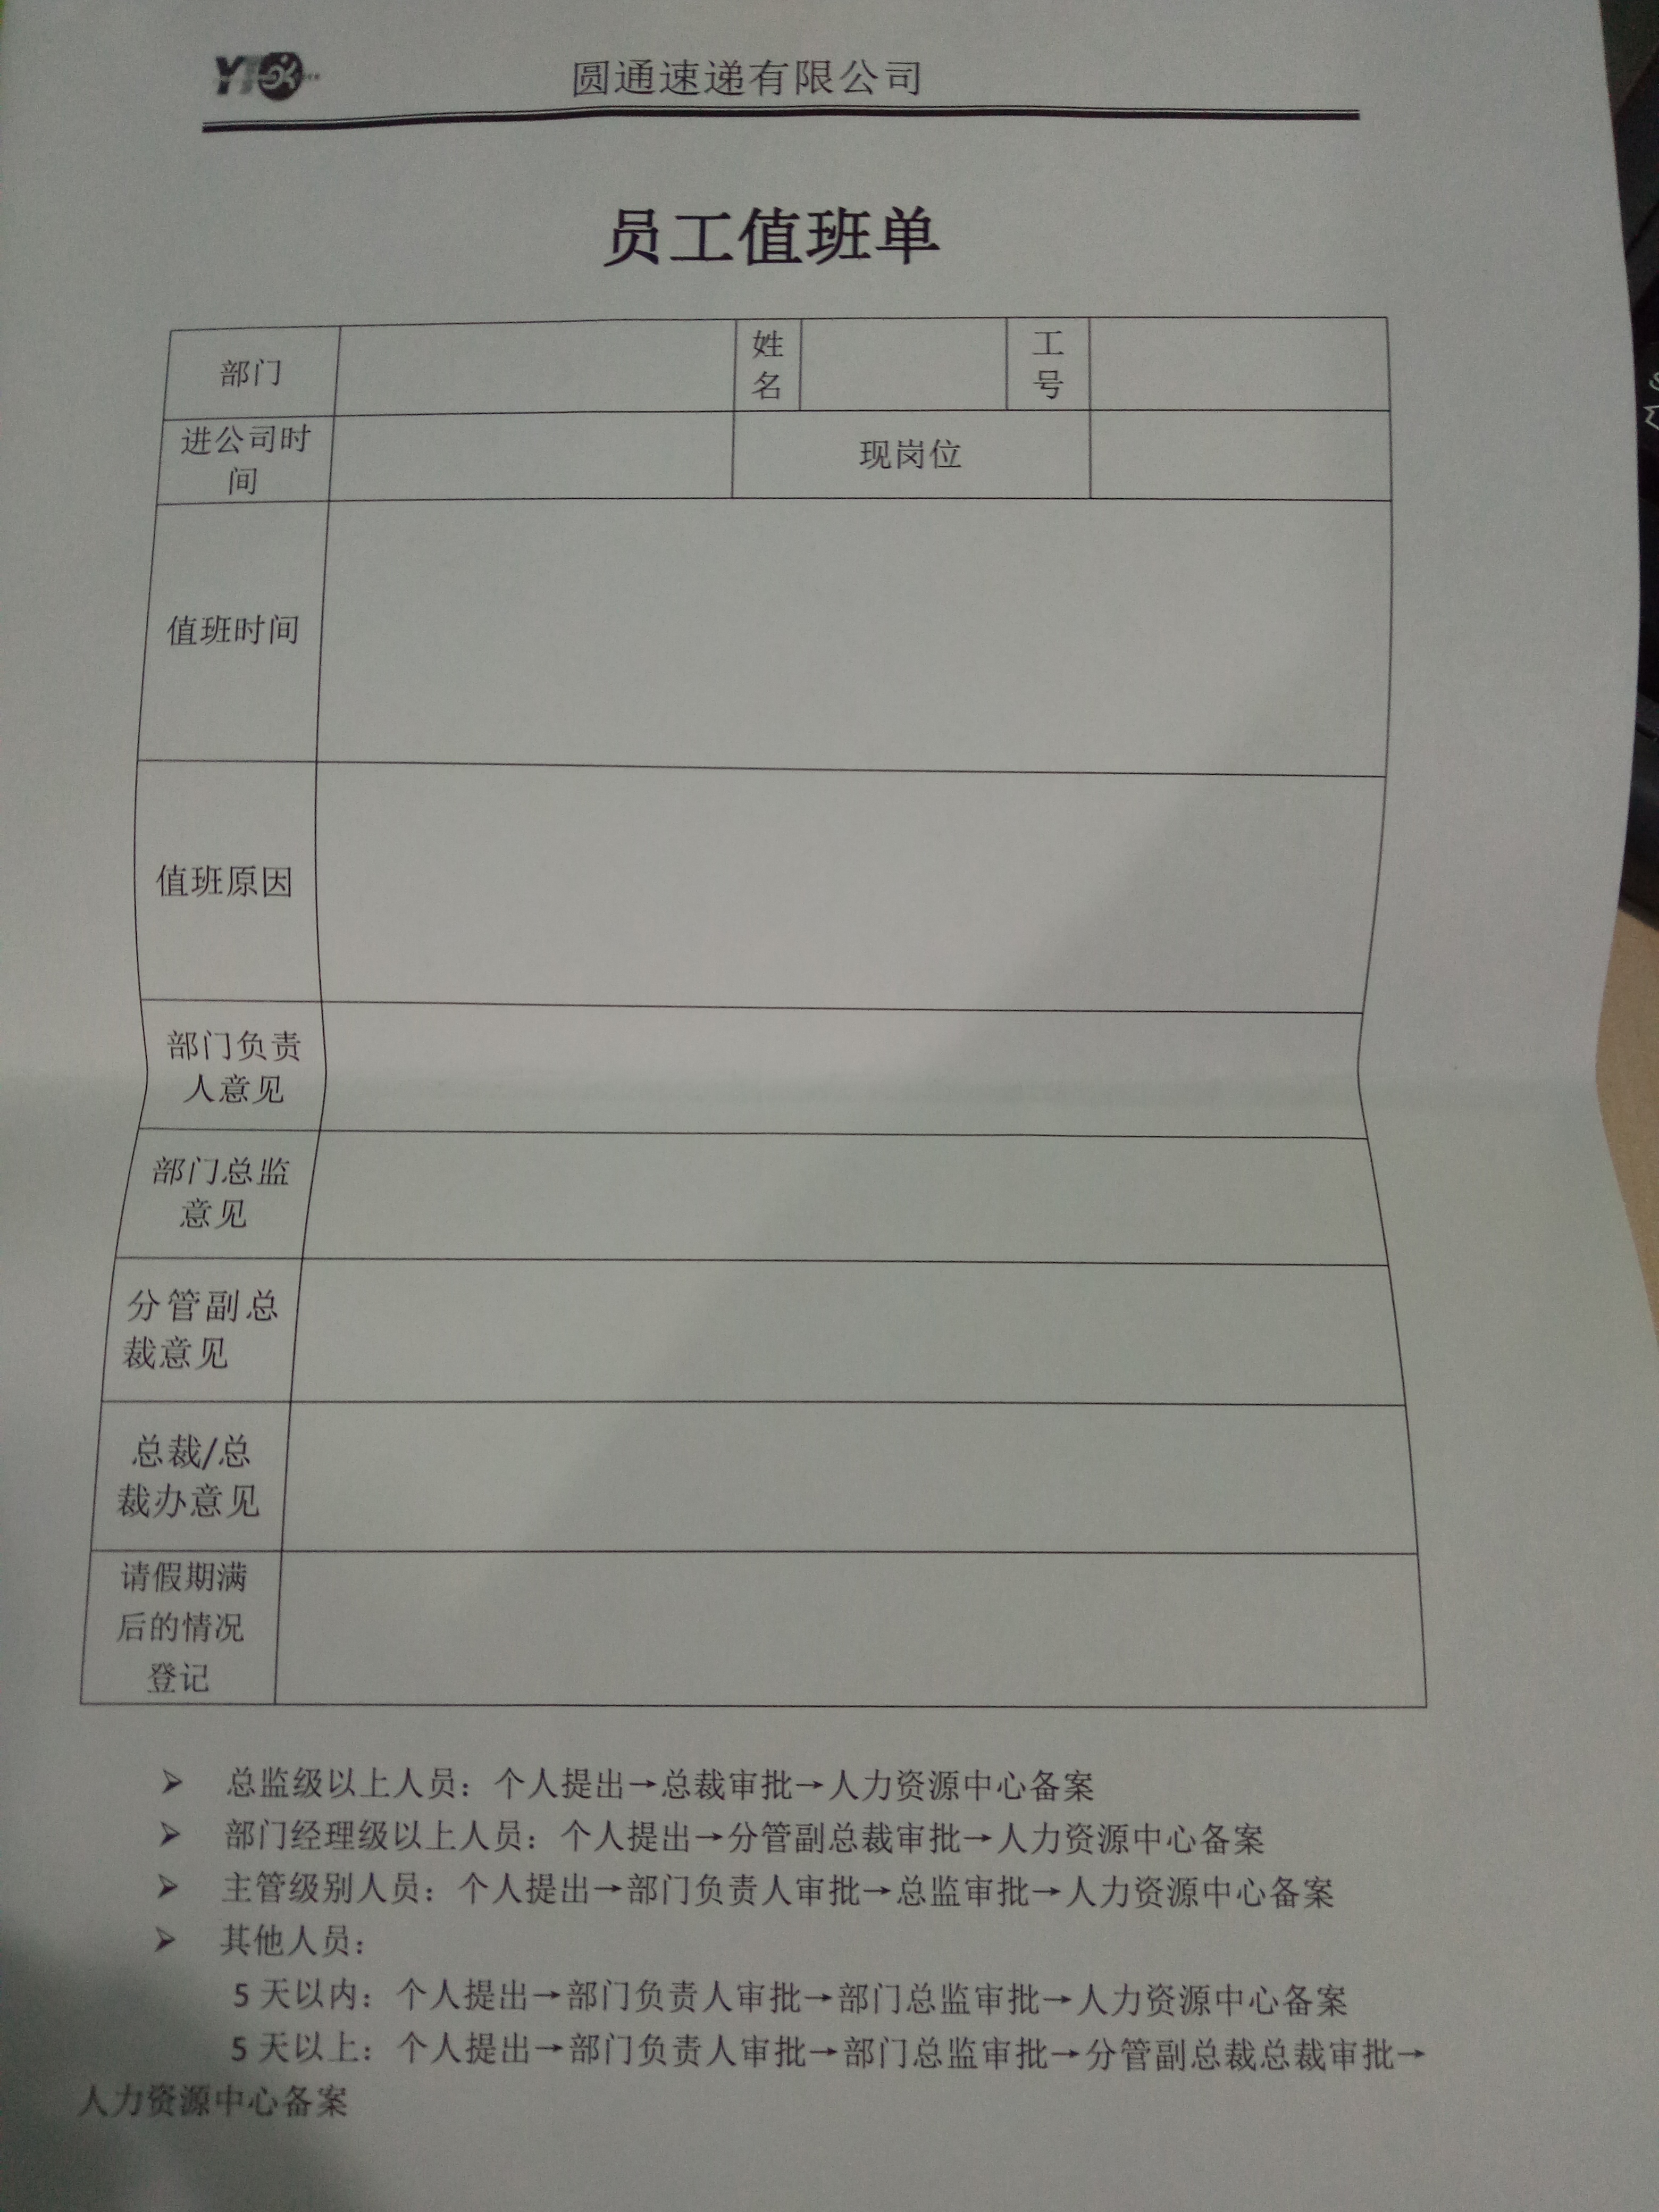 YTO
圆通速递有限公司
员工值班单
部门
姓
名
工
号
进公司时
间
现岗位
值班时间
值班原因
部门负责
人意见
部门总监
意见
分管副总
裁意见
总裁/总
裁办意见
请假期满
后的情况
登记
➢ 总监级以上人员：个人提出→总裁审批→人力资源中心备案
➢ 部门经理级以上人员：个人提出→分管副总裁审批→人力资源中心备案
➢ 主管级别人员：个人提出→部门负责人审批→总监审批→人力资源中心备案
➢ 其他人员：
5 天以内：个人提出→部门负责人审批→部门总监审批→人力资源中心备案
5 天以上：个人提出→部门负责人审批→部门总监审批→分管副总裁总裁审批→
人力资源中心备案